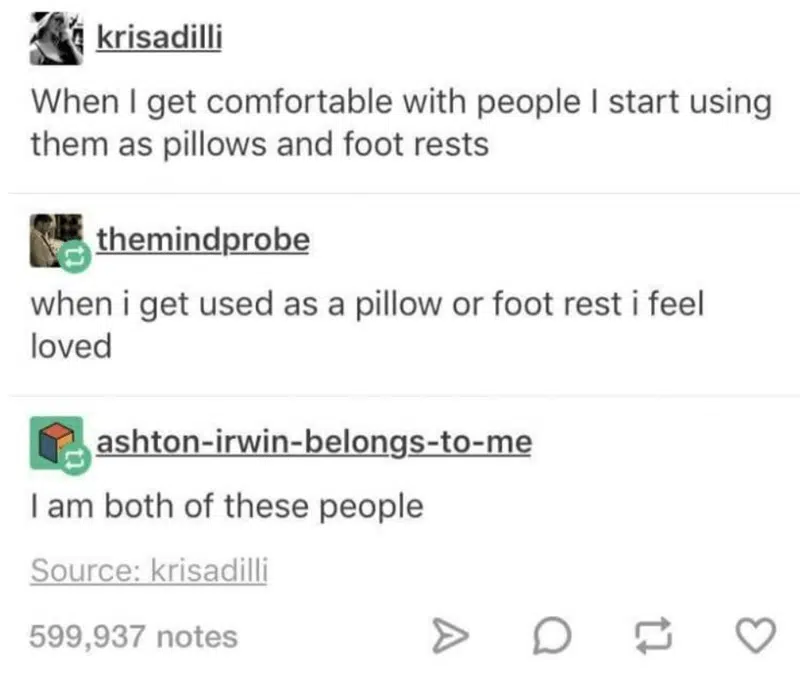 krisadilli
When I get comfortable with people I start using
them as pillows and foot rests
themindprobe
when i get used as a pillow or foot rest i feel
loved
ashton-irwin-belongs-to-me
I am both of these people
Source: krisadilli
599,937 notes